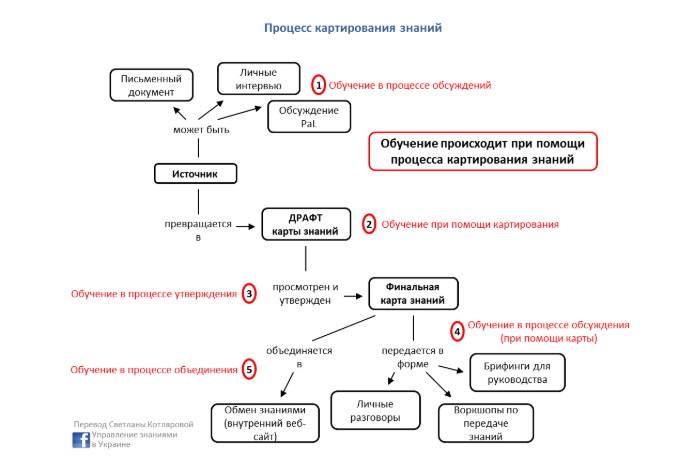 Процесс картирования знаний
Письменный
документ
Личные
интервью
1 Обучение в процессе обсуждений
Обсуждение
PaL
может быть
Обучение происходит при помощи
процесса картирования знаний
Источник
превращается
в
ДРАФТ
карты знаний
2 Обучение при помощи картирования
Обучение в процессе утверждения 3
просмотрен и
утвержден
Финальная
карта знаний
4 Обучение в процессе обсуждения
(при помощи карты)
объединяется
в
передается в
форме
Обучение в процессе объединения 5
Брифинги для
руководства
Обмен знаниями
(внутренний веб-
сайт)
Личные
разговоры
Воркшопы по
передаче
знаний
Перевод Светланы Котляровой
f Управление знаниями
в Украине